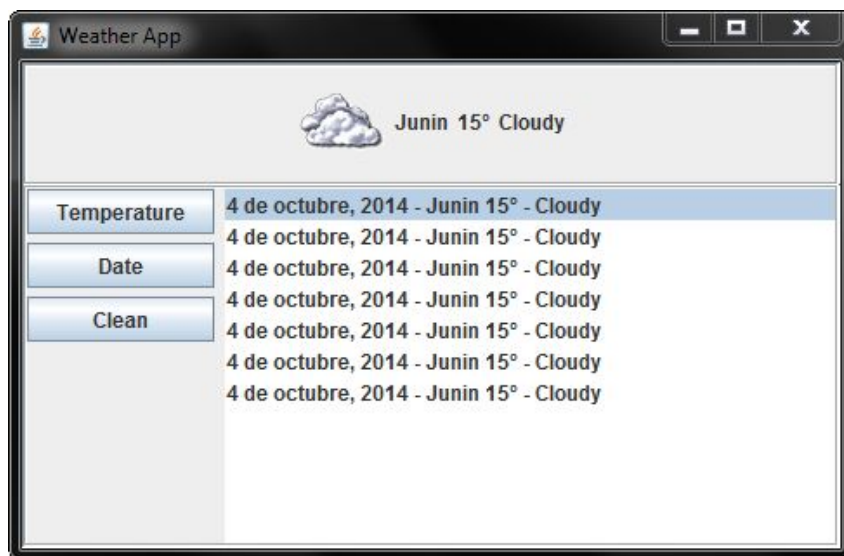 Weather App
Junin 15° Cloudy
Temperature
Date
Clean
4 de octubre, 2014 - Junin 15° - Cloudy
4 de octubre, 2014 - Junin 15° - Cloudy
4 de octubre, 2014 - Junin 15° - Cloudy
4 de octubre, 2014 - Junin 15° - Cloudy
4 de octubre, 2014 - Junin 15° - Cloudy
4 de octubre, 2014 - Junin 15° - Cloudy
4 de octubre, 2014 - Junin 15° - Cloudy